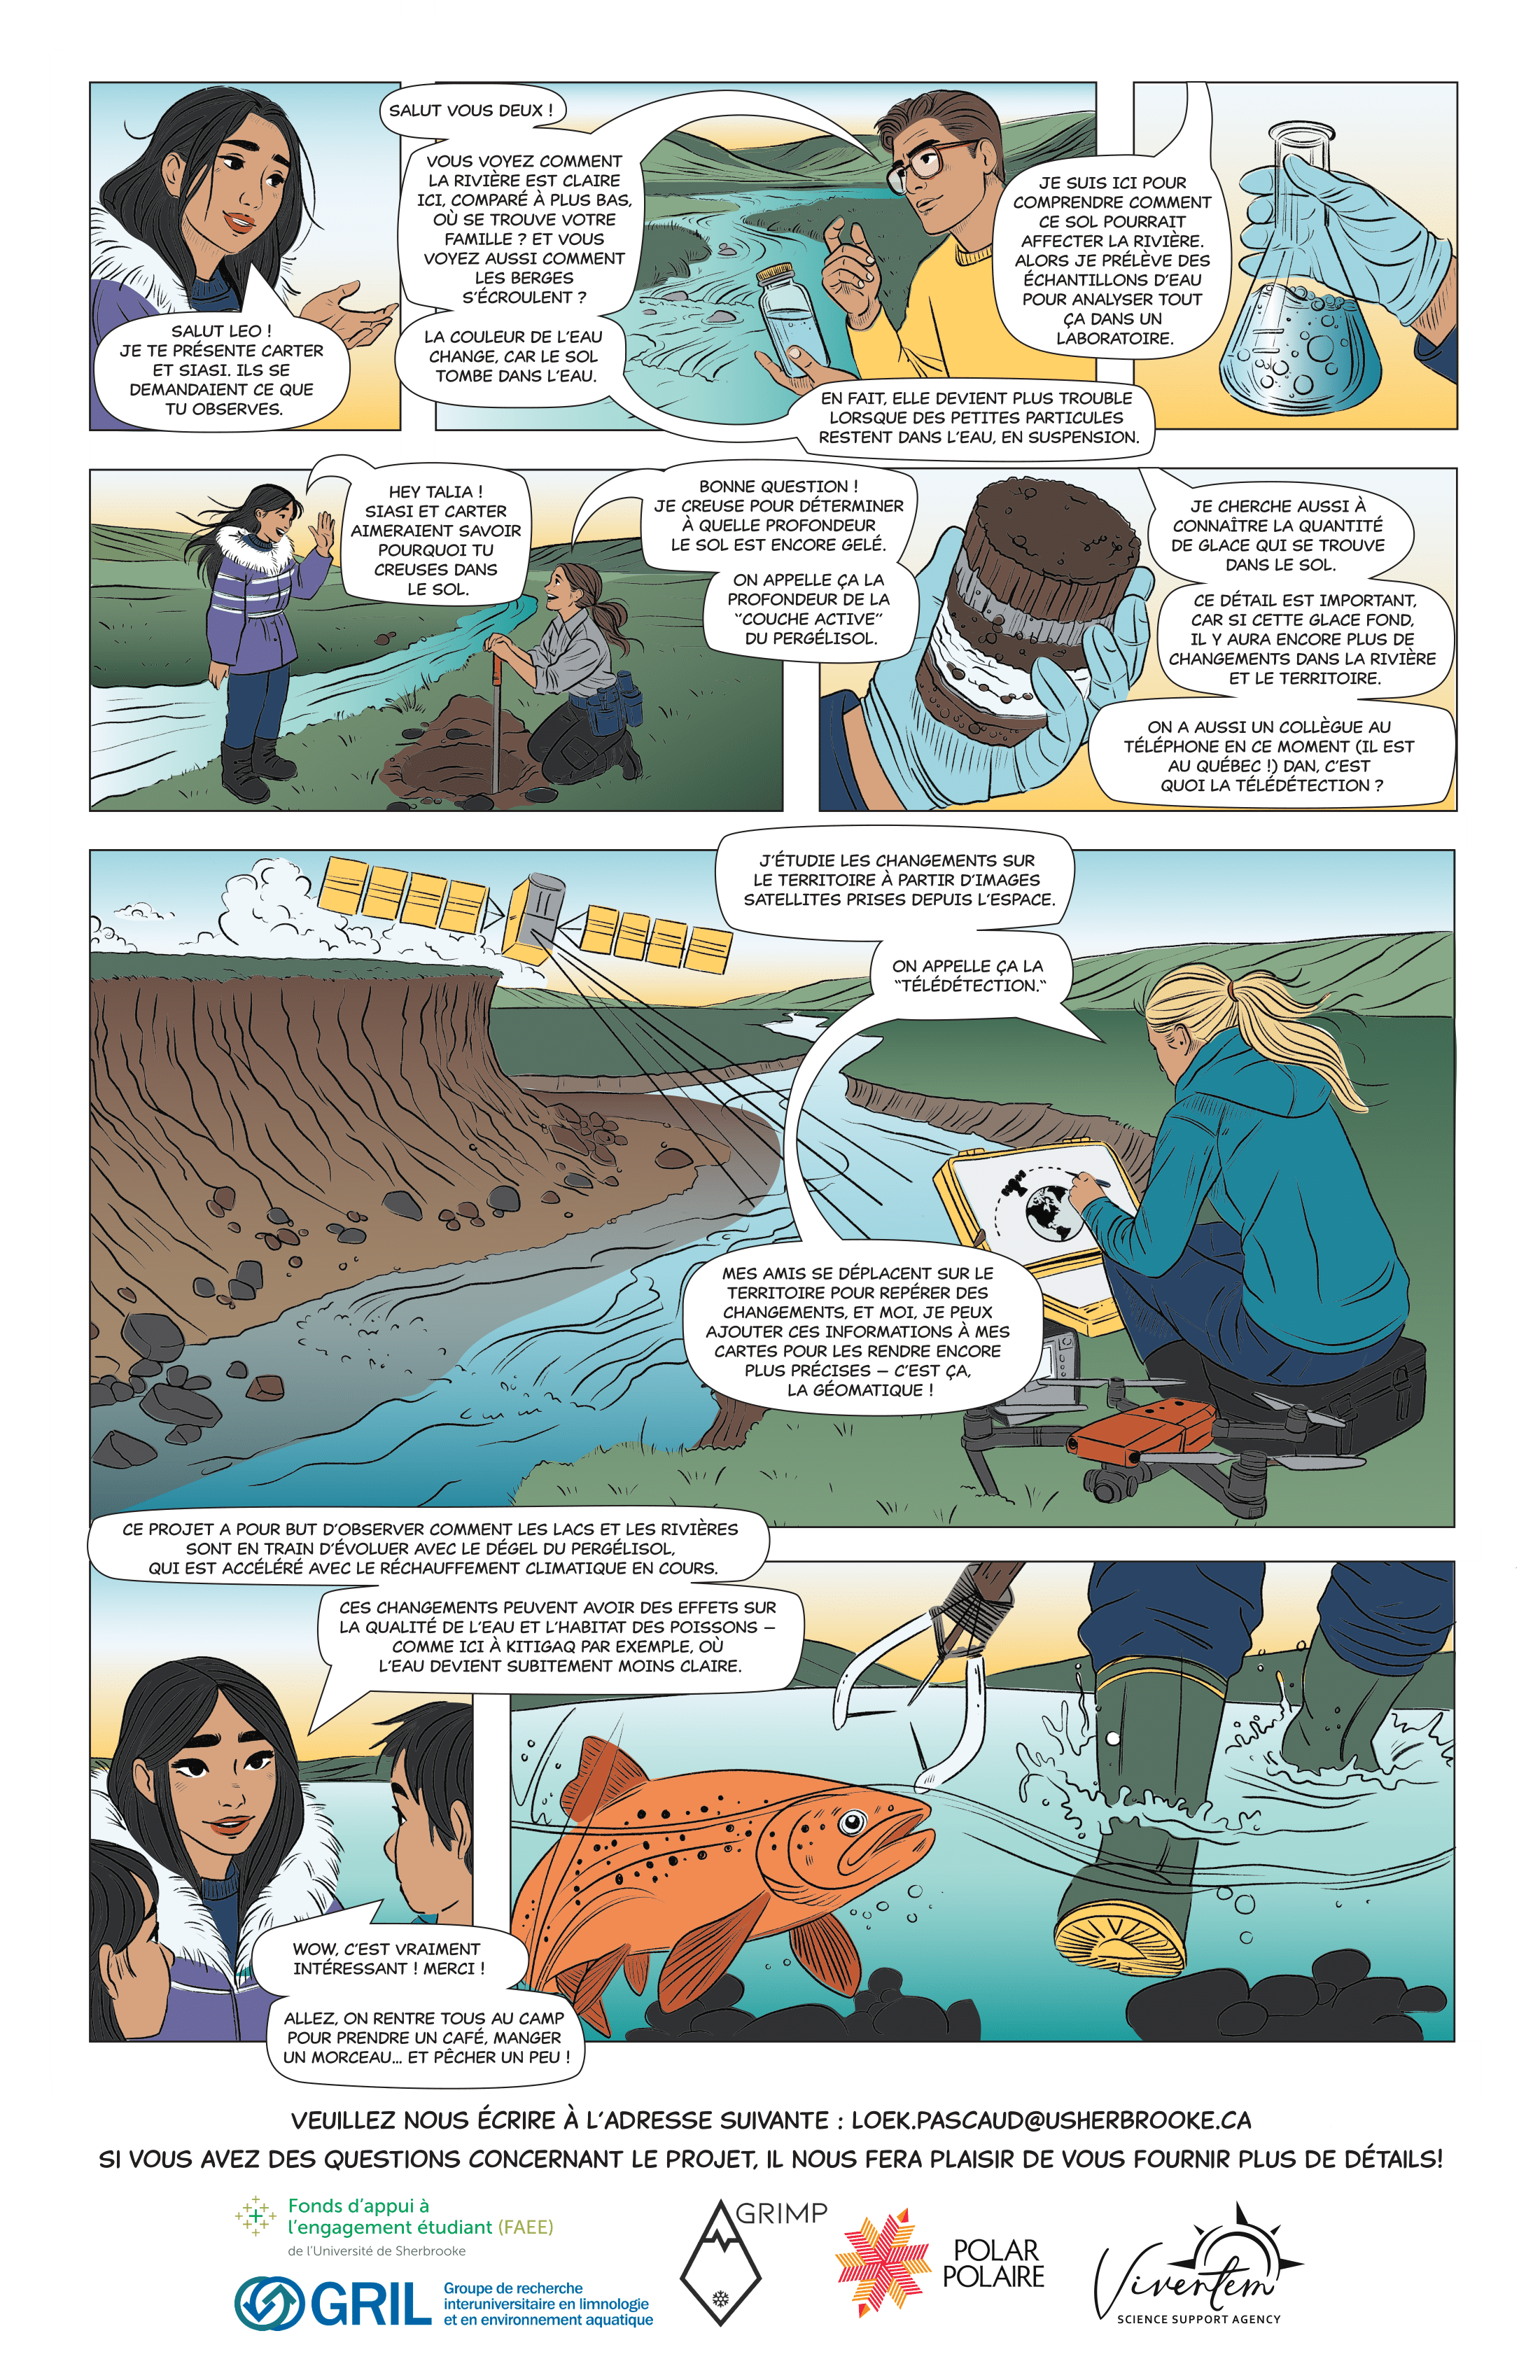 SALUT LEO !
JE TE PRÉSENTE CARTER
ET SIASI. ILS SE
DEMANDAIENT CE QUE
TU OBSERVES.
SALUT VOUS DEUX !
VOUS VOYEZ COMMENT
LA RIVIÈRE EST CLAIRE
ICI, COMPARÉ À PLUS BAS,
OÙ SE TROUVE VOTRE
FAMILLE ? ET VOUS
VOYEZ AUSSI COMMENT
LES BERGES
S'ÉCROULENT ?
LA COULEUR DE L'EAU
CHANGE, CAR LE SOL
TOMBE DANS L'EAU.
EN FAIT, ELLE DEVIENT PLUS TROUBLE
LORSQUE DES PETITES PARTICULES
RESTENT DANS L'EAU, EN SUSPENSION.
JE SUIS ICI POUR
COMPRENDRE COMMENT
CE SOL POURRAIT
AFFECTER LA RIVIÈRE.
ALORS JE PRÉLÈVE DES
ÉCHANTILLONS D'EAU
POUR ANALYSER TOUT
ÇA DANS UN
LABORATOIRE.
HEY TALIA !
SIASI ET CARTER
AIMERAIENT SAVOIR
POURQUOI TU
CREUSES DANS
LE SOL.
BONNE QUESTION !
JE CREUSE POUR DÉTERMINER
À QUELLE PROFONDEUR
LE SOL EST ENCORE GELÉ.
ON APPELLE ÇA LA
PROFONDEUR DE LA
"COUCHE ACTIVE"
DU PERGÉLISOL.
JE CHERCHE AUSSI À
CONNAÎTRE LA QUANTITÉ
DE GLACE QUI SE TROUVE
DANS LE SOL.
CE DÉTAIL EST IMPORTANT,
CAR SI CETTE GLACE FOND,
IL Y AURA ENCORE PLUS DE
CHANGEMENTS DANS LA RIVIÈRE
ET LE TERRITOIRE.
ON A AUSSI UN COLLÈGUE AU
TÉLÉPHONE EN CE MOMENT (IL EST
AU QUÉBEC !) DAN, C'EST
QUOI LA TÉLÉDÉTECTION ?
J'ÉTUDIE LES CHANGEMENTS SUR
LE TERRITOIRE À PARTIR D'IMAGES
SATELLITES PRISES DEPUIS L'ESPACE.
ON APPELLE ÇA LA
"TÉLÉDÉTECTION."
MES AMIS SE DÉPLACENT SUR LE
TERRITOIRE POUR REPÉRER DES
CHANGEMENTS, ET MOI, JE PEUX
AJOUTER CES INFORMATIONS À MES
CARTES POUR LES RENDRE ENCORE
PLUS PRÉCISES – C'EST ÇA,
LA GÉOMATIQUE !
CE PROJET A POUR BUT D'OBSERVER COMMENT LES LACS ET LES RIVIÈRES
SONT EN TRAIN D'ÉVOLUER AVEC LE DÉGEL DU PERGÉLISOL,
QUI EST ACCÉLÉRÉ AVEC LE RÉCHAUFFEMENT CLIMATIQUE EN COURS.
CES CHANGEMENTS PEUVENT AVOIR DES EFFETS SUR
LA QUALITÉ DE L'EAU ET L'HABITAT DES POISSONS –
COMME ICI À KITIGAQ PAR EXEMPLE, OÙ
L'EAU DEVIENT SUBITEMENT MOINS CLAIRE.
WOW, C'EST VRAIMENT
INTÉRESSANT ! MERCI !
ALLEZ, ON RENTRE TOUS AU CAMP
POUR PRENDRE UN CAFÉ, MANGER
UN MORCEAU... ET PÊCHER UN PEU !
VEUILLEZ NOUS ÉCRIRE À L'ADRESSE SUIVANTE : LOEK.PASCAUD@USHERBROOKE.CA
SI VOUS AVEZ DES QUESTIONS CONCERNANT LE PROJET, IL NOUS FERA PLAISIR DE VOUS FOURNIR PLUS DE DÉTAILS!
Fonds d'appui à
l'engagement étudiant (FAEE)
de l'Université de Sherbrooke
GRIL
Groupe de recherche
interuniversitaire en limnologie
et en environnement aquatique
GRIMP
POLAR
POLAIRE
Viventem
SCIENCE SUPPORT AGENCY